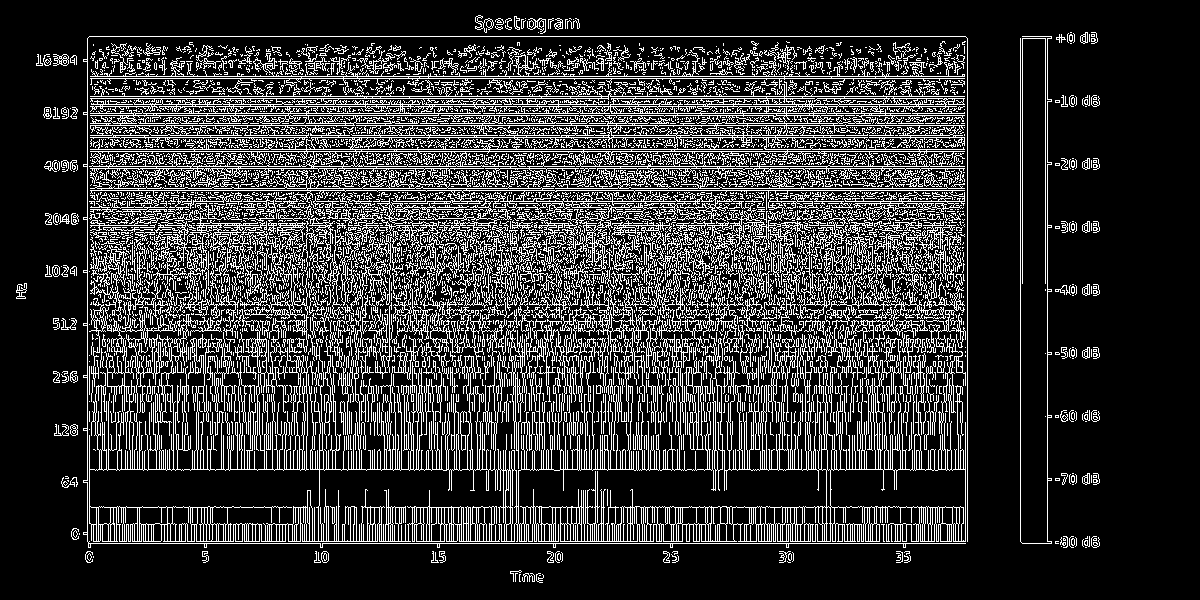 Spectrogram
+0 dB
16384
-10 dB
8192
-20 dB
4096
-30 dB
2048
1024
-40 dB
Hz
512
-50 dB
256
-60 dB
128
-70 dB
64
0
-80 dB
0 5 10 15 20 25 30 35
Time